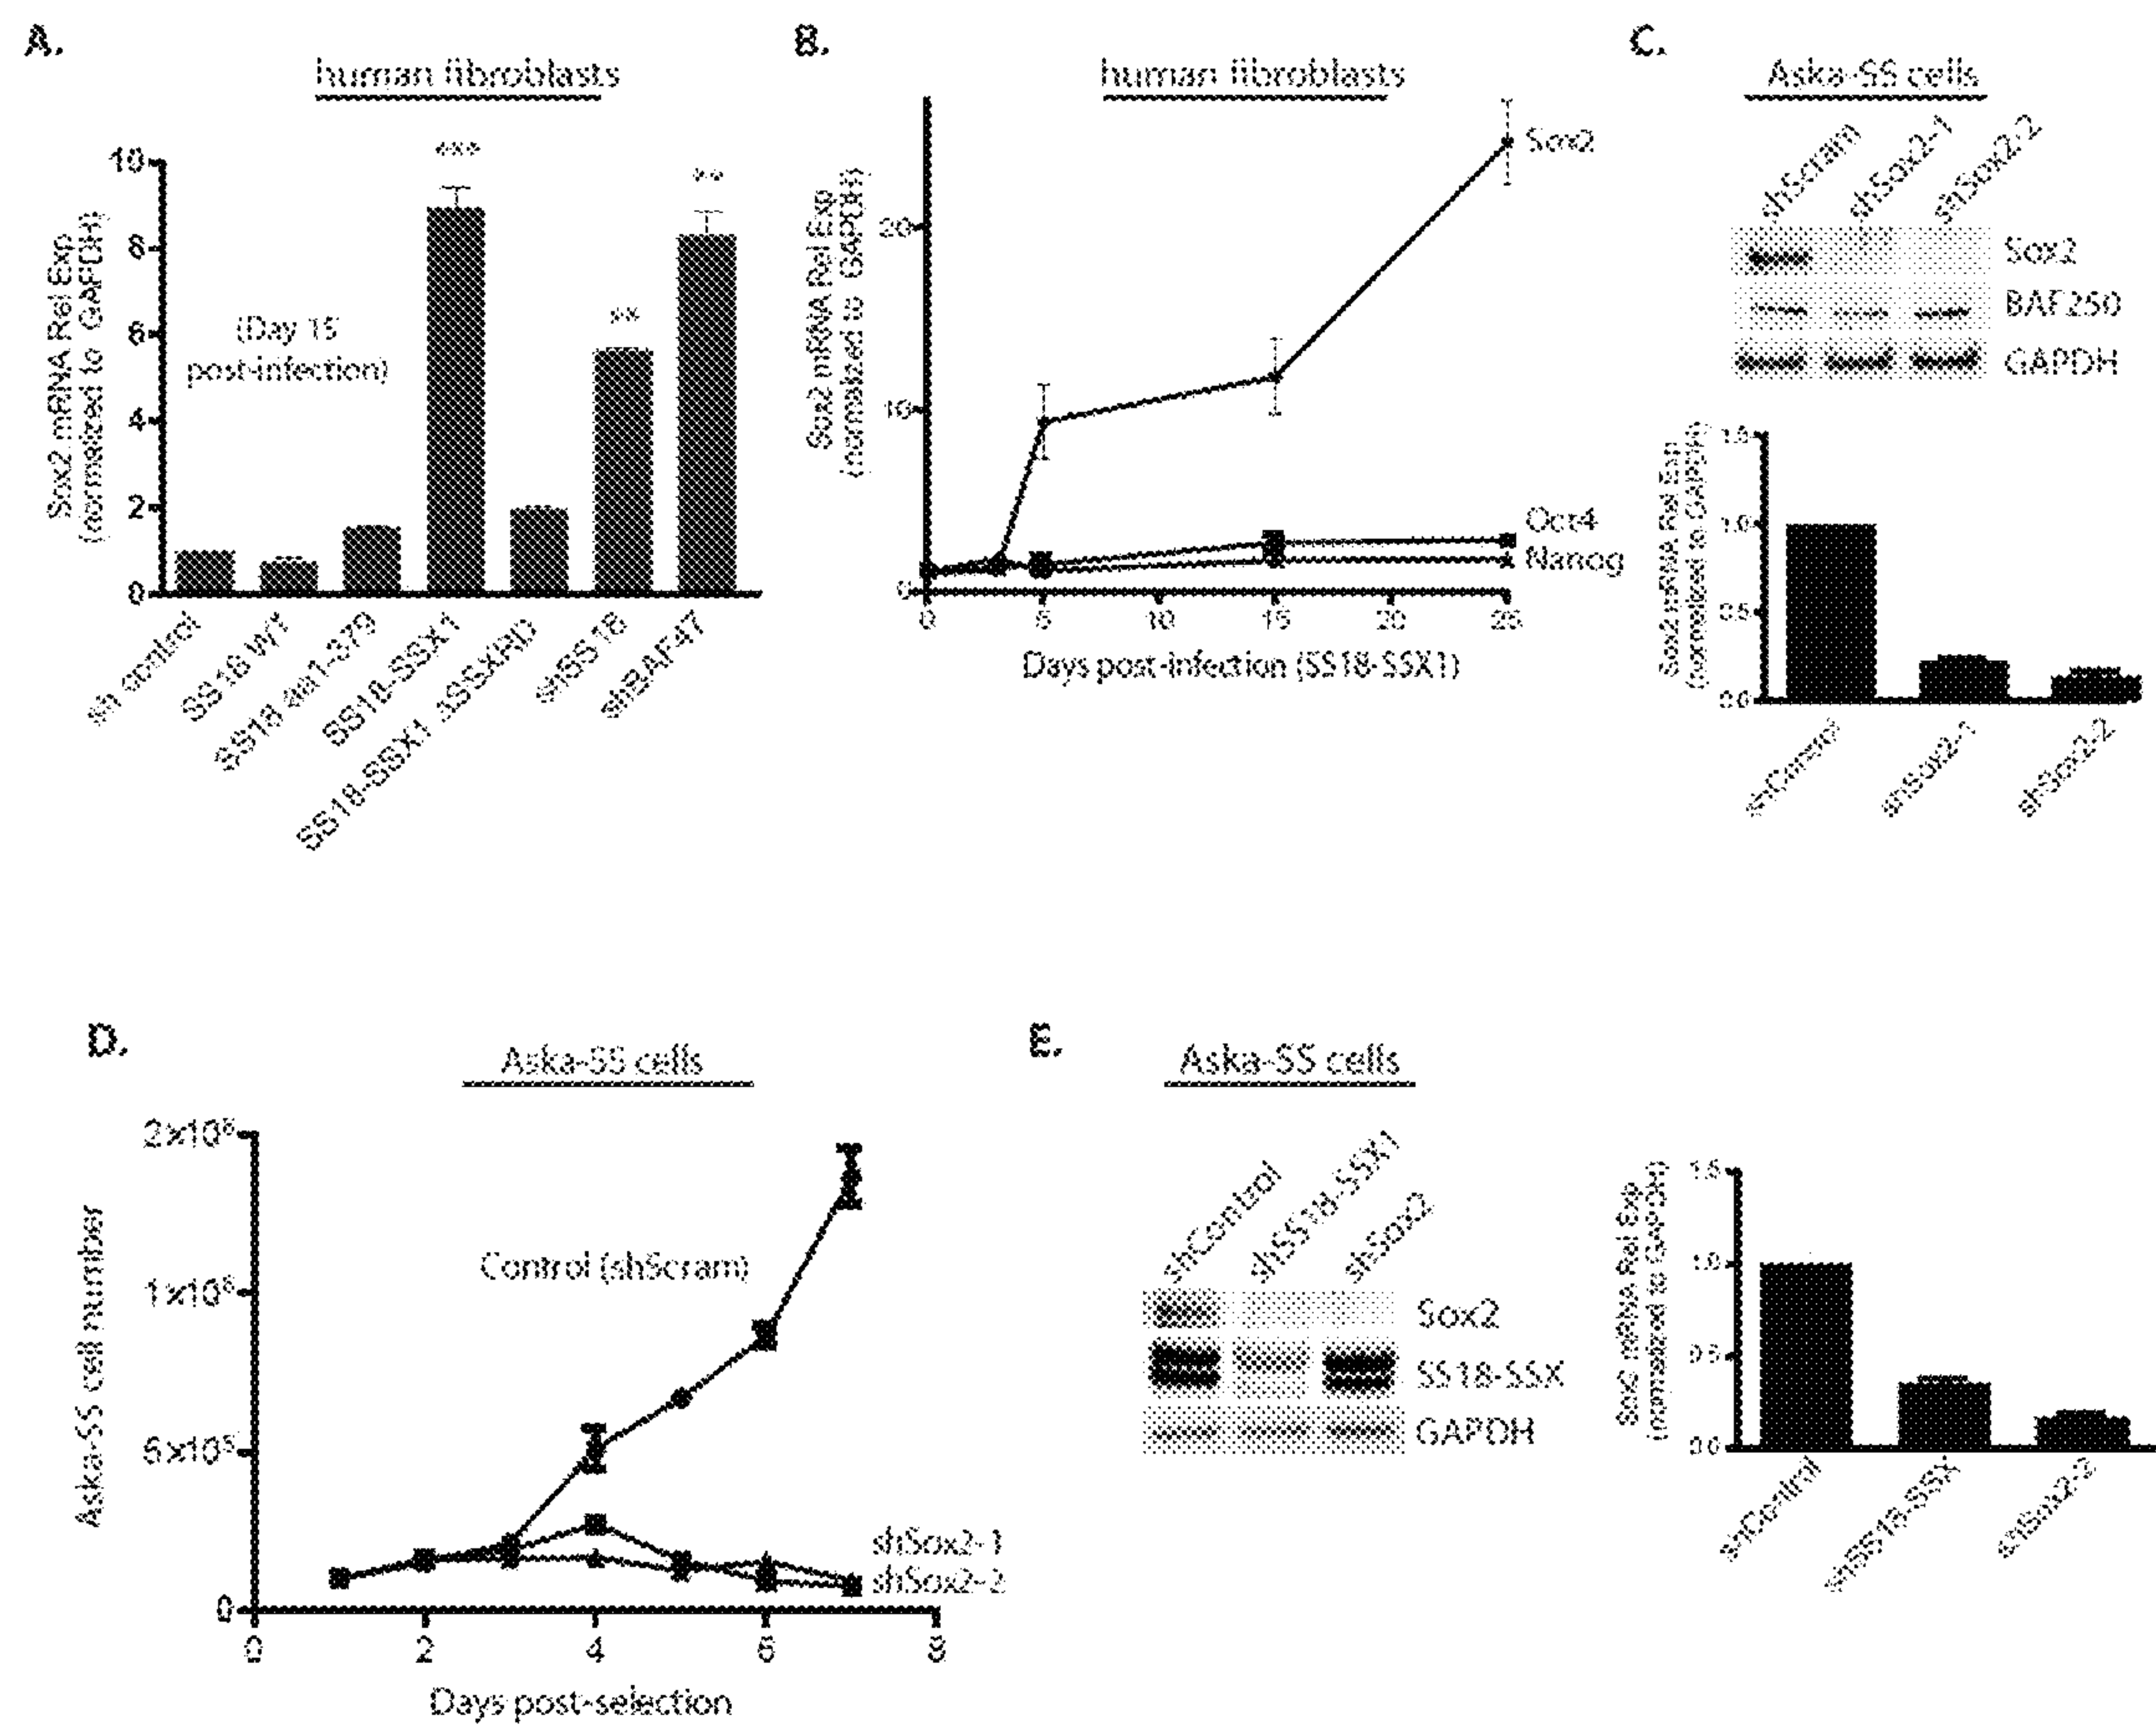 A.
human fibroblasts
Sox2 mRNA Rel Exp
(normalized to GAPDH)
10
8
6
4
2
0
(Day 15
post-infection)
***
**
**
sh control
SS18 WT
SS18 aa1-379
SS18-SSX1
SS18-SSX1 ΔSSXRD
shSS18
shBAF47
B.
human fibroblasts
Sox2 mRNA Rel Exp
(normalized to GAPDH)
20
10
0
Sox2
Oct4
Nanog
0 5 10 15 20 25
Days post-infection (SS18-SSX1)
C.
Aska-SS cells
shScram
shSox2-1
shSox2-2
Sox2
BAF250
GAPDH
Sox2 mRNA Rel Exp
(normalized to GAPDH)
1.5
1.0
0.5
0.0
shControl
shSox2-1
shSox2-2
D.
Aska-SS cells
Aska-SS cell number
2x10⁶
1x10⁶
5x10⁵
0
Control (shScram)
shSox2-1
shSox2-2
0 2 4 6 8
Days post-selection
E.
Aska-SS cells
shControl
shSS18-SSX1
shSox2
Sox2
SS18-SSX
GAPDH
Sox2 mRNA Rel Exp
(normalized to GAPDH)
1.5
1.0
0.5
0.0
shControl
shSS18-SSX
shSox2-2